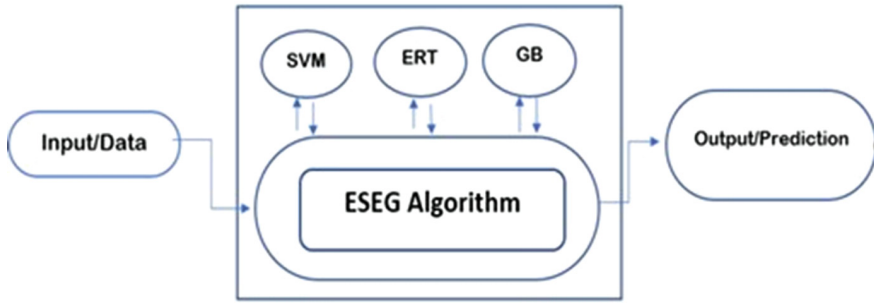 SVM
ERT
GB
Input/Data
Output/Prediction
ESEG Algorithm